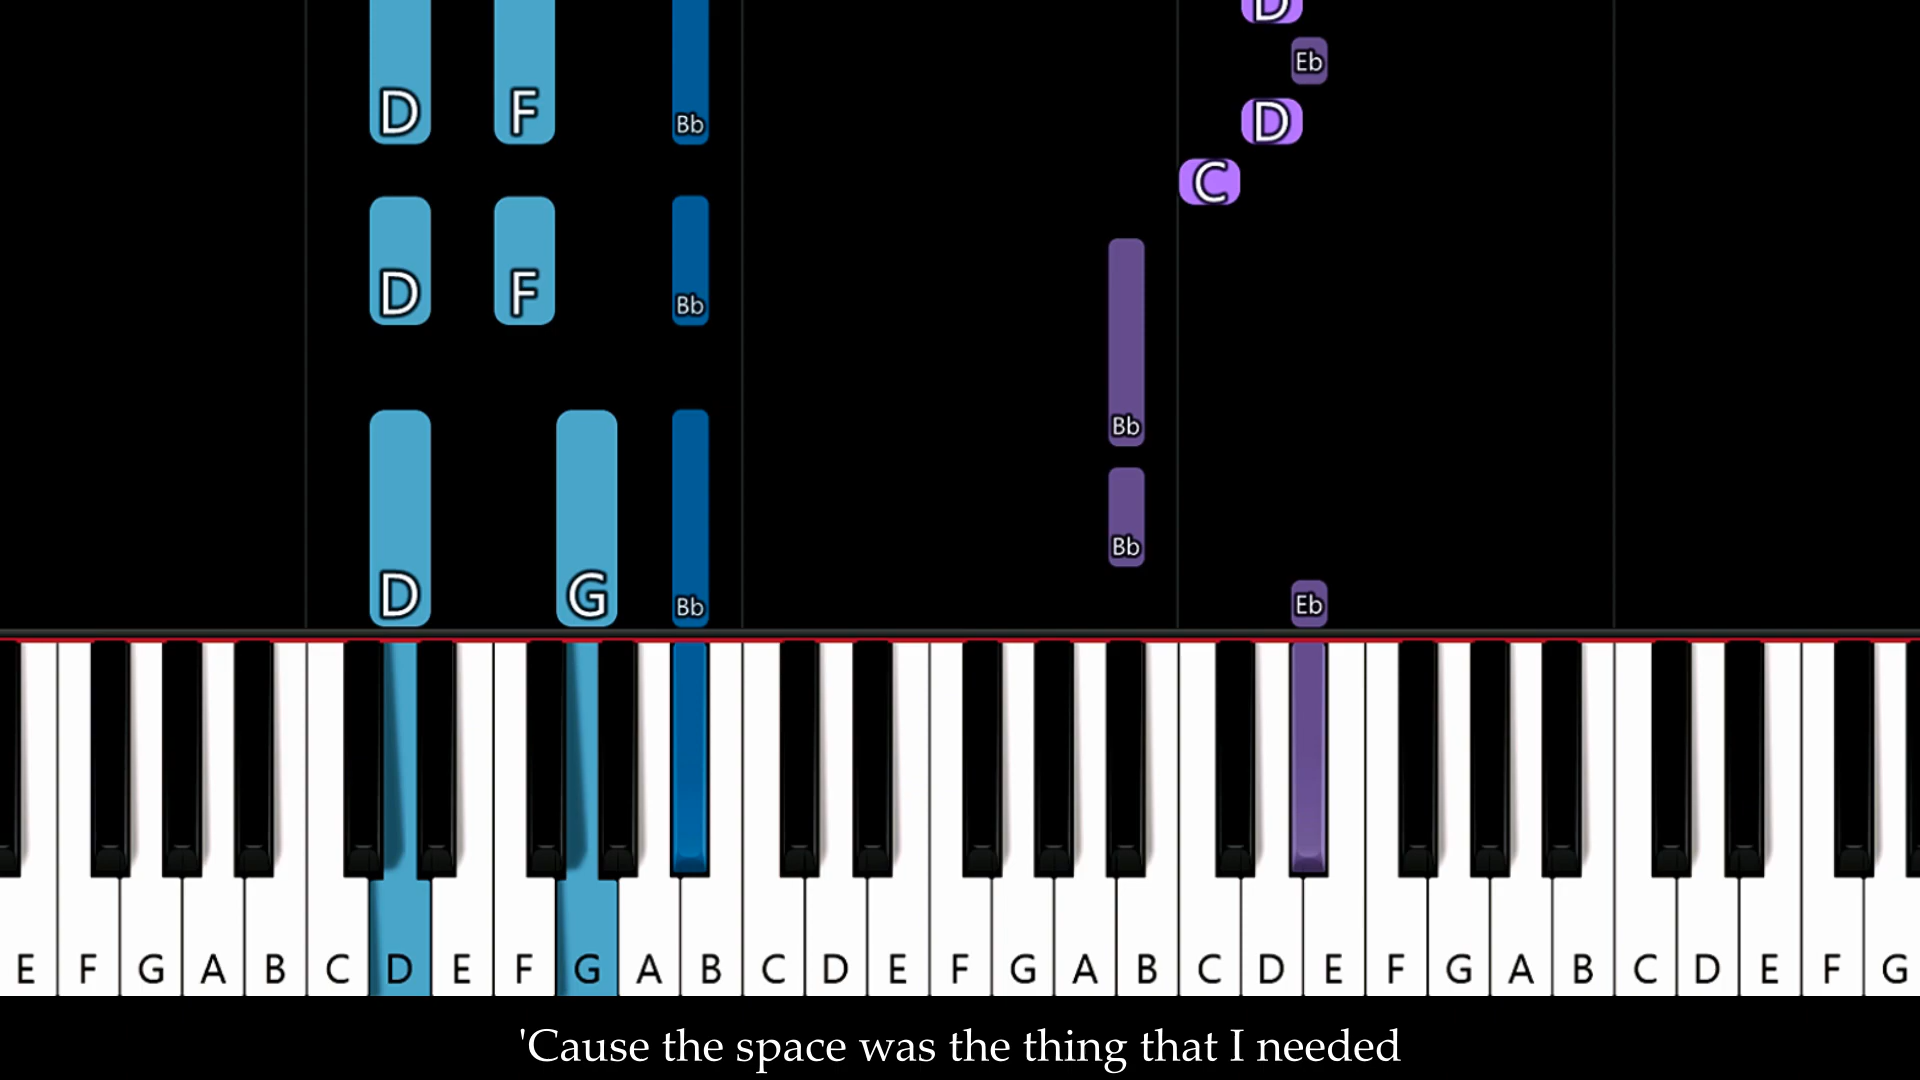 D
Eb
D F Bb D
C
D F Bb
Bb
Bb
D G Bb Eb
E F G A B C D E F G A B C D E F G A B C D E F G A B C D E F G
'Cause the space was the thing that I needed